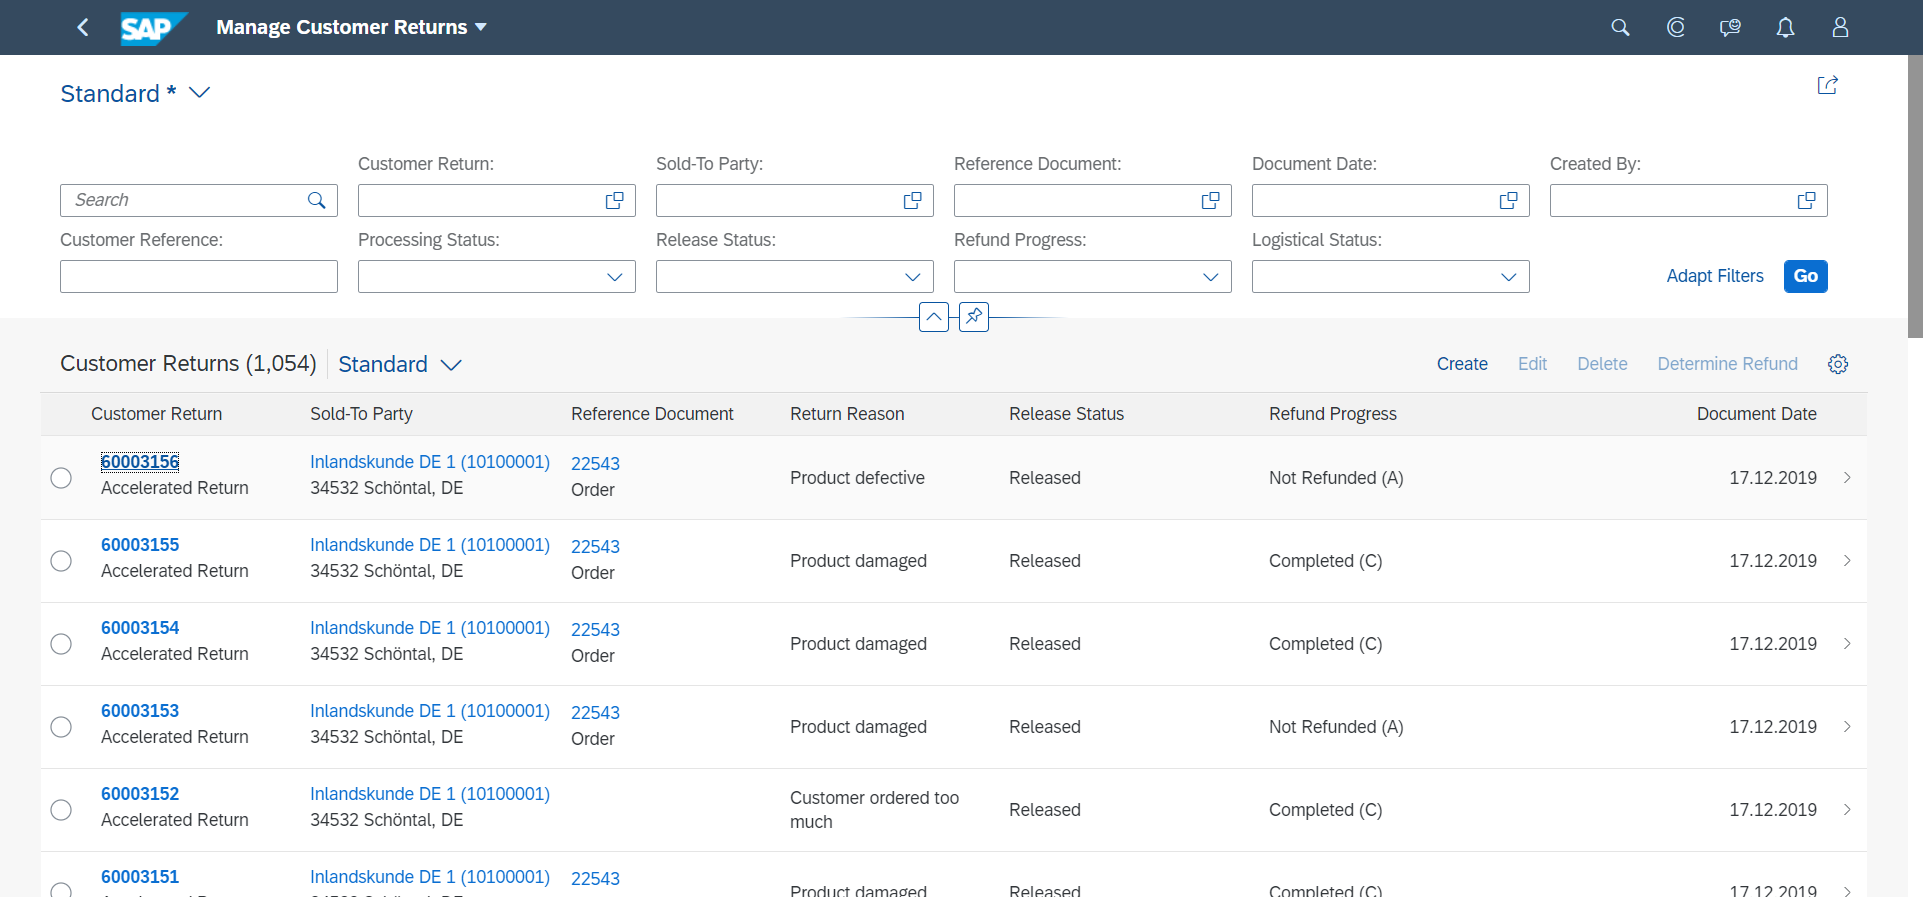 SAP Manage Customer Returns
Standard *
Customer Return: Sold-To Party: Reference Document: Document Date: Created By:
Search
Customer Reference: Processing Status: Release Status: Refund Progress: Logistical Status:
Adapt Filters Go
Customer Returns (1,054) Standard Create Edit Delete Determine Refund
Customer Return Sold-To Party Reference Document Return Reason Release Status Refund Progress Document Date
60003156 Inlandskunde DE 1 (10100001) 22543
Product defective Released Not Refunded (A) 17.12.2019
Accelerated Return 34532 Schöntal, DE Order
60003155 Inlandskunde DE 1 (10100001) 22543
Product damaged Released Completed (C) 17.12.2019
Accelerated Return 34532 Schöntal, DE Order
60003154 Inlandskunde DE 1 (10100001) 22543
Product damaged Released Completed (C) 17.12.2019
Accelerated Return 34532 Schöntal, DE Order
60003153 Inlandskunde DE 1 (10100001) 22543
Product damaged Released Not Refunded (A) 17.12.2019
Accelerated Return 34532 Schöntal, DE Order
60003152 Inlandskunde DE 1 (10100001)
Customer ordered too
much
Released Completed (C) 17.12.2019
Accelerated Return 34532 Schöntal, DE
60003151 Inlandskunde DE 1 (10100001) 22543
Product damaged Released Completed (C) 17.12.2019